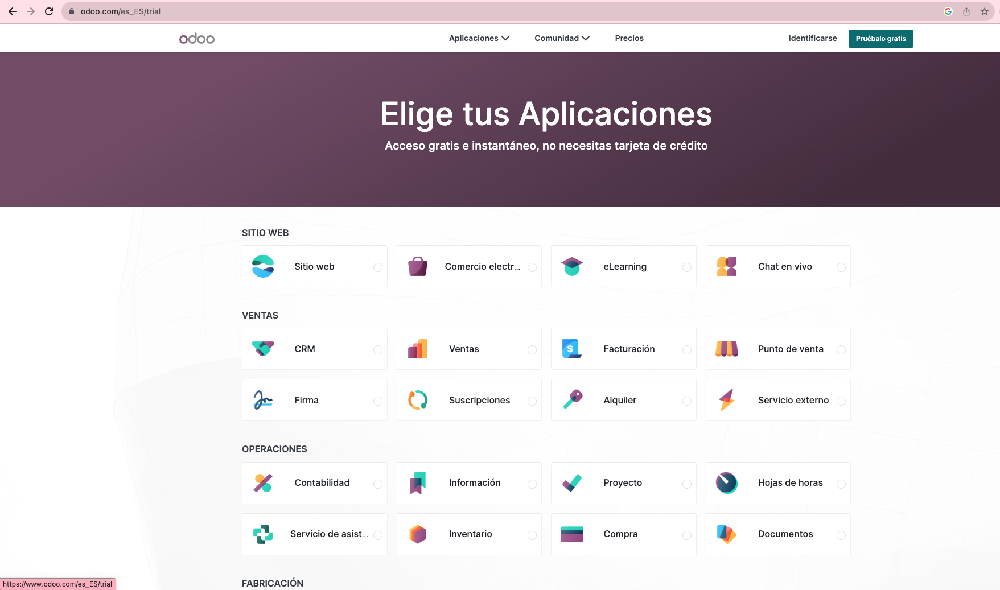 odoo.com/es_ES/trial
odoo
Aplicaciones
Comunidad
Precios
Identificarse
Pruébalo gratis
Elige tus Aplicaciones
Acceso gratis e instantáneo, no necesitas tarjeta de crédito
SITIO WEB
Sitio web
Comercio electr...
eLearning
Chat en vivo
VENTAS
CRM
Ventas
$
Facturación
Punto de venta
Firma
Suscripciones
Alquiler
Servicio externo
OPERACIONES
Contabilidad
Información
Proyecto
Hojas de horas
Servicio de asist...
Inventario
Compra
Documentos
FABRICACIÓN
https://www.odoo.com/es_ES/trial